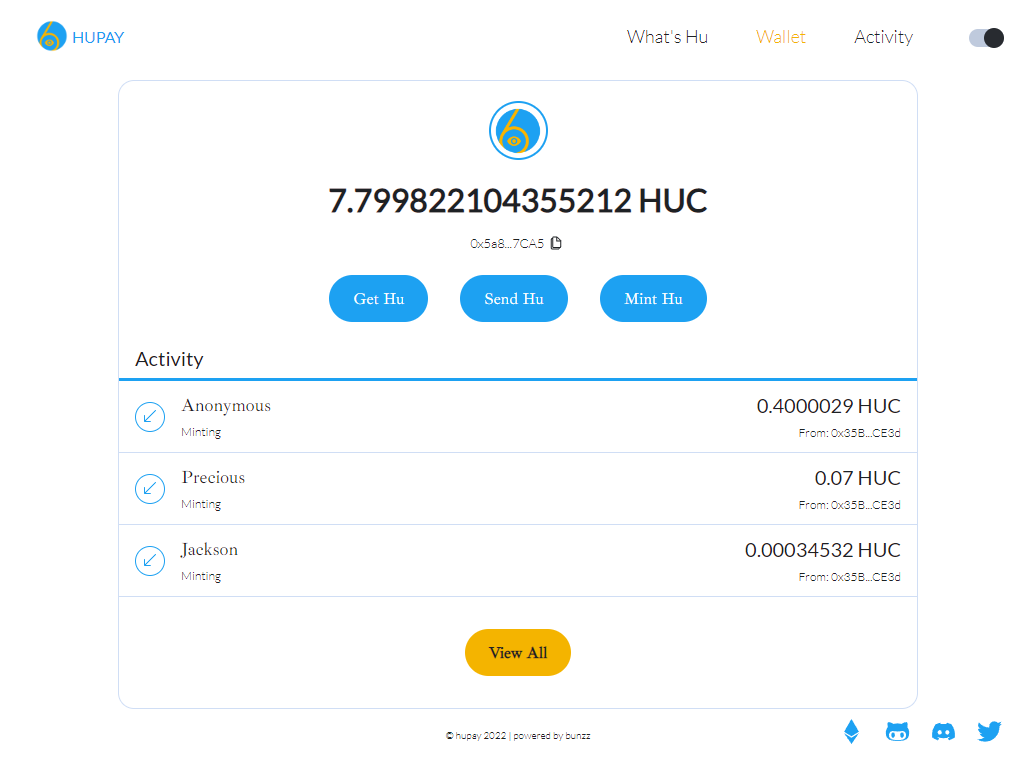 HUPAY
What's Hu
Wallet
Activity
7.799822104355212 HUC
0x5a8...7CA5
Get Hu
Send Hu
Mint Hu
Activity
Anonymous
0.4000029 HUC
Minting
From: 0x35B...CE3d
Precious
0.07 HUC
Minting
From: 0x35B...CE3d
Jackson
0.00034532 HUC
Minting
From: 0x35B...CE3d
View All
© hupay 2022 | powered by bunzz